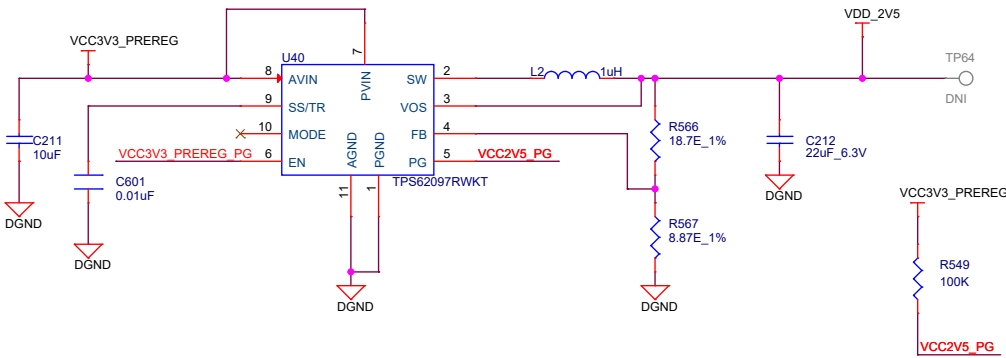 VDD_2V5
VCC3V3_PREREG
7
U40
TP64
8
AVIN
PVIN
SW
2
L2
1uH
9
SS/TR
VOS
3
DNI
10
MODE
FB
4
R566
18.7E_1%
C211
10uF
C212
22uF_6.3V
VCC3V3_PREREG_PG
6
EN
AGND
PGND
PG
5
VCC2V5_PG
C601
0.01uF
11
1
TPS62097RWKT
DGND
DGND
VCC3V3_PREREG
R567
8.87E_1%
DGND
R549
100K
DGND
DGND
VCC2V5_PG